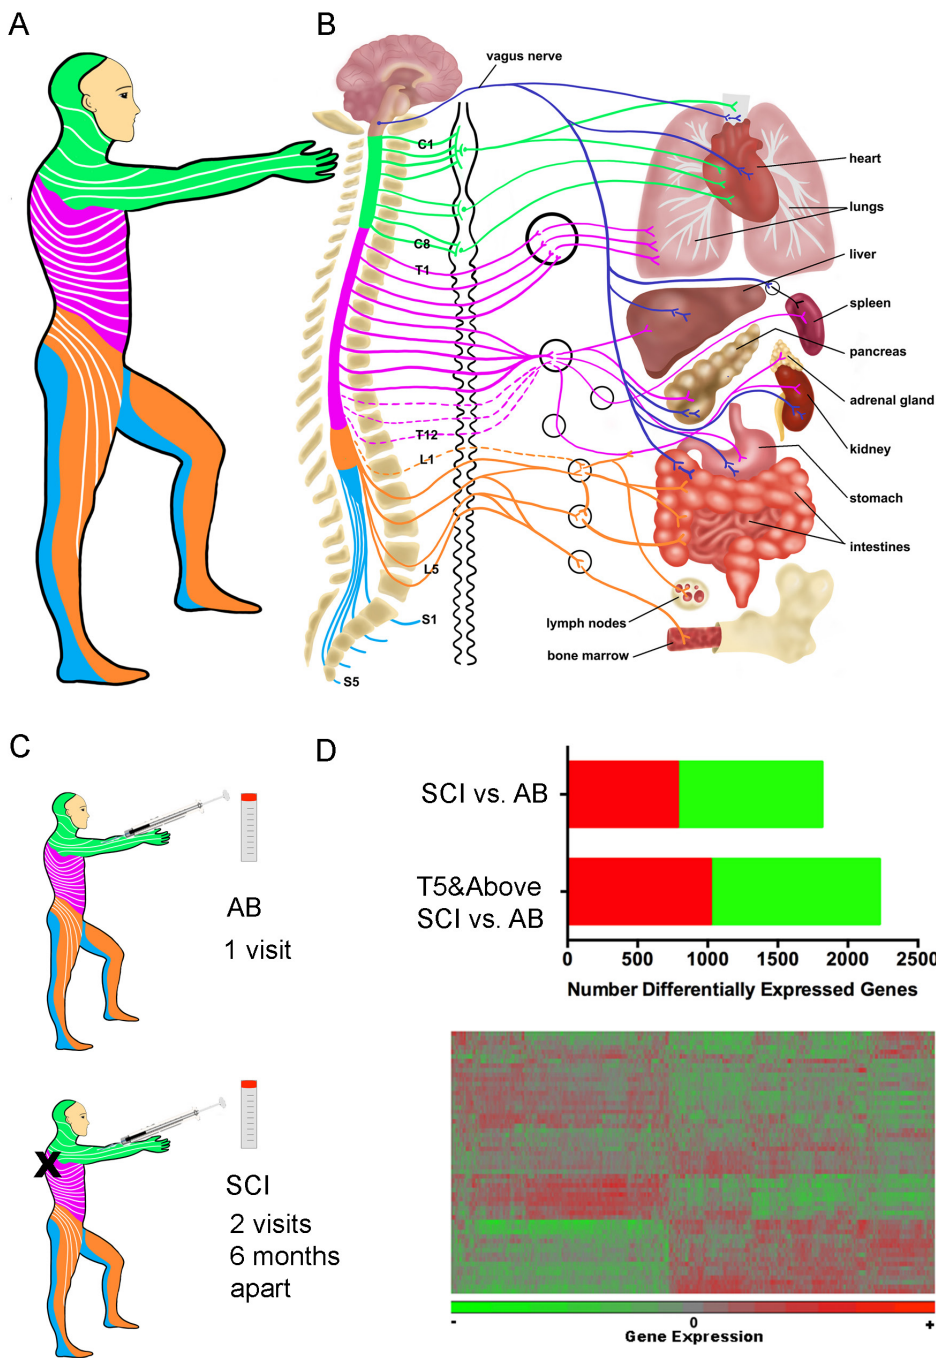 A
B
vagus nerve
C1
heart
lungs
C8
T1
liver
spleen
pancreas
adrenal gland
T12
L1
kidney
stomach
intestines
L5
S1
lymph nodes
bone marrow
S5
C
AB
1 visit
SCI
2 visits
6 months
apart
X
D
SCI vs. AB
T5&Above
SCI vs. AB
0 500 1000 1500 2000 2500
Number Differentially Expressed Genes
- 0 +
Gene Expression